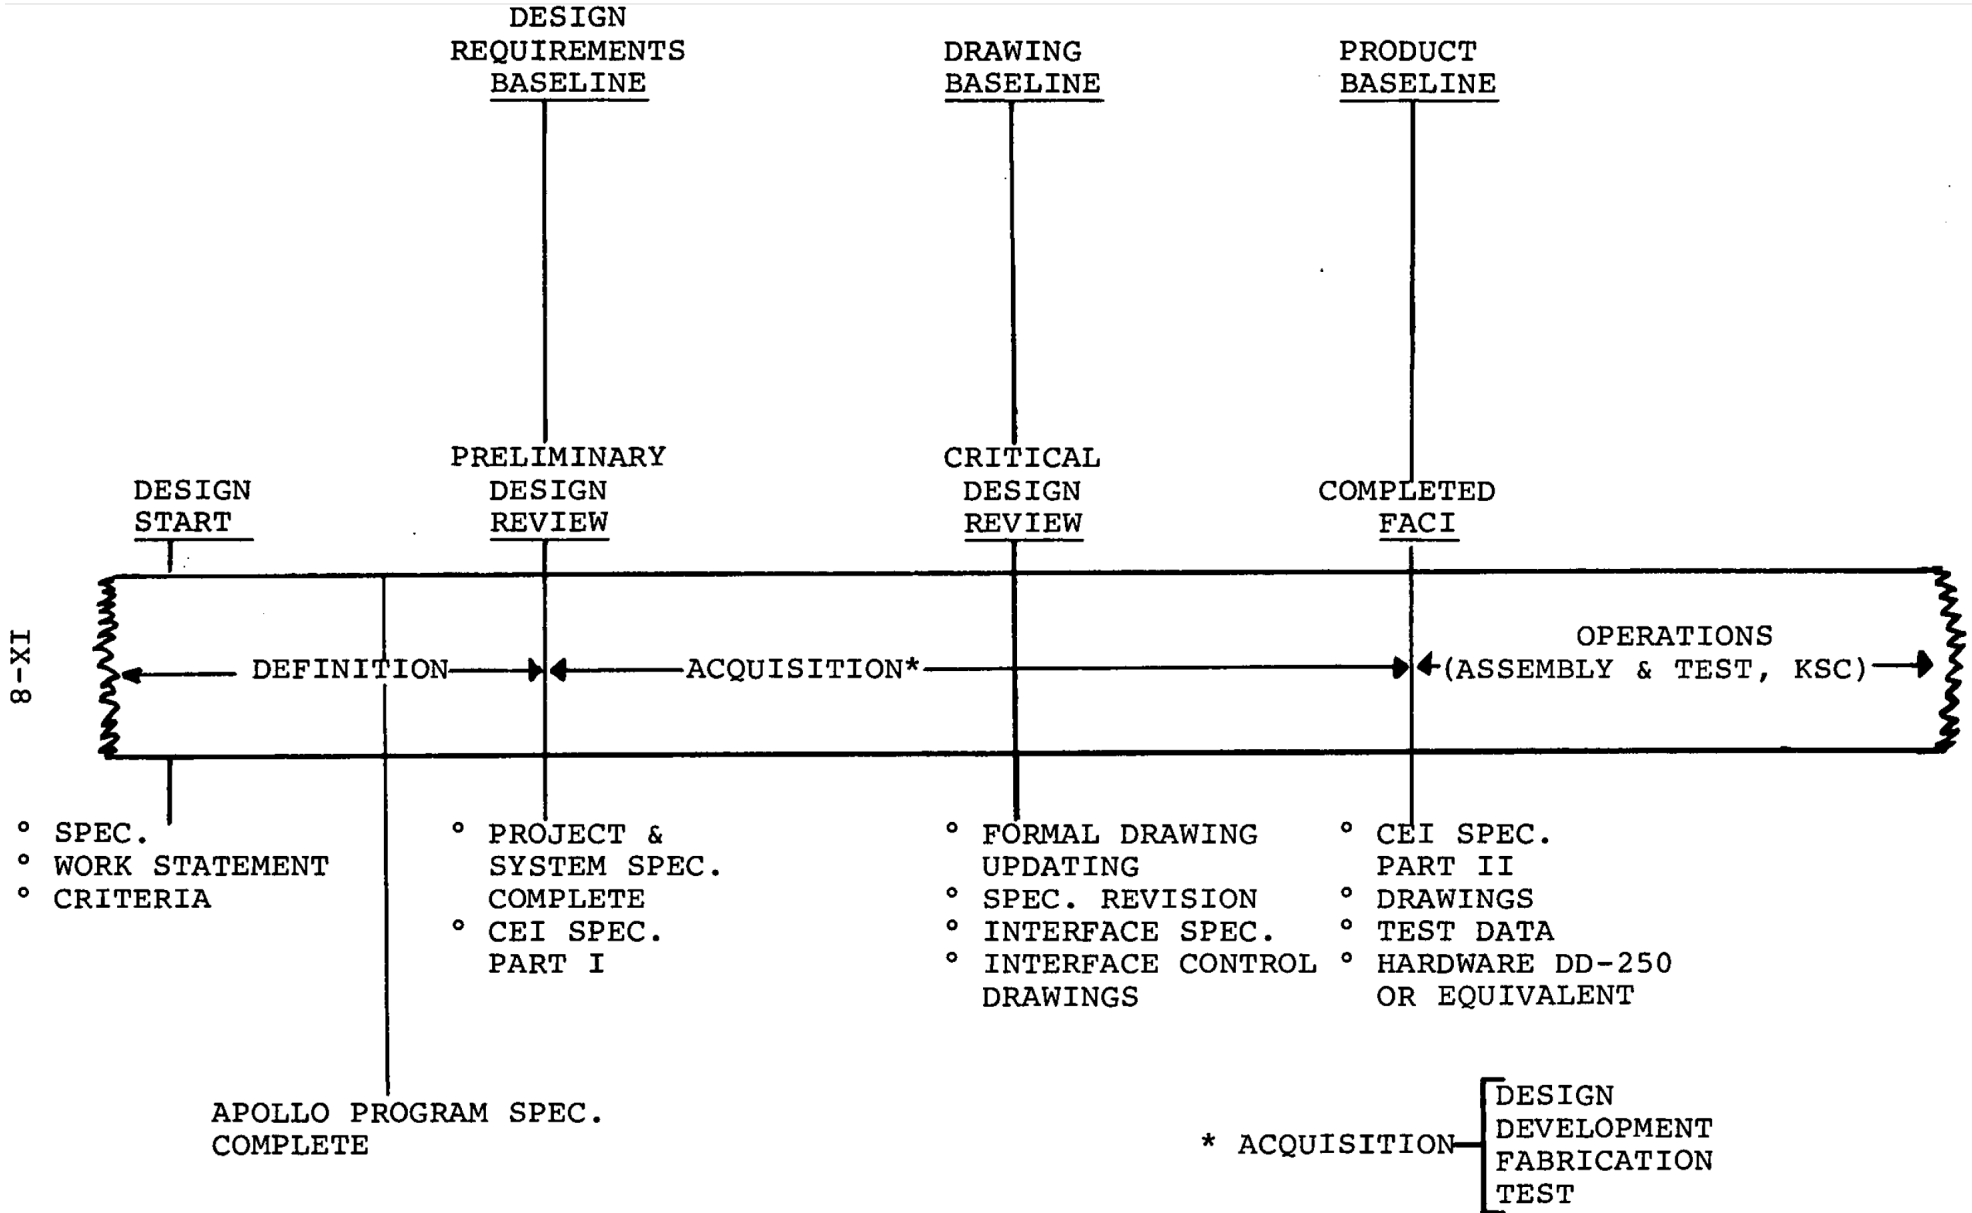 DESIGN
REQUIREMENTS
BASELINE
DRAWING
BASELINE
PRODUCT
BASELINE
DESIGN
START
PRELIMINARY
DESIGN
REVIEW
CRITICAL
DESIGN
REVIEW
COMPLETED
FACI
IX-8
DEFINITION
ACQUISITION*
OPERATIONS
(ASSEMBLY & TEST, KSC)
° SPEC.
° WORK STATEMENT
° CRITERIA
° PROJECT &
SYSTEM SPEC.
COMPLETE
° CEI SPEC.
PART I
° FORMAL DRAWING
UPDATING
° SPEC. REVISION
° INTERFACE SPEC.
° INTERFACE CONTROL
DRAWINGS
° CEI SPEC.
PART II
° DRAWINGS
° TEST DATA
° HARDWARE DD-250
OR EQUIVALENT
APOLLO PROGRAM SPEC.
COMPLETE
* ACQUISITION
DESIGN
DEVELOPMENT
FABRICATION
TEST